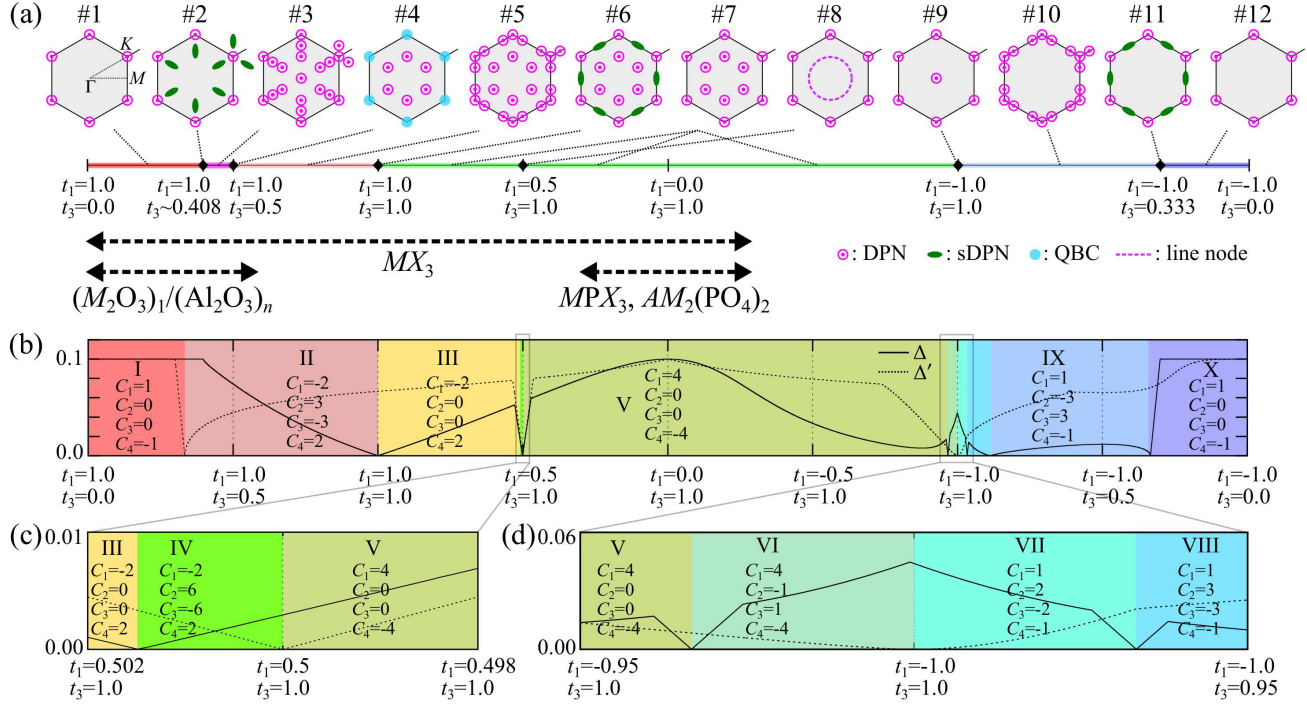 (a) #1 #2 #3 #4 #5 #6 #7 #8 #9 #10 #11 #12
K
M
Γ
t₁=1.0 t₁=1.0 t₁=1.0 t₁=1.0 t₁=0.5 t₁=0.0 t₁=−1.0 t₁=−1.0 t₁=−1.0
t₃=0.0 t₃~0.408 t₃=0.5 t₃=1.0 t₃=1.0 t₃=1.0 t₃=1.0 t₃=0.333 t₃=0.0
MX₃
: DPN : sDPN : QBC : line node
(M₂O₃)₁/(Al₂O₃)ₙ MPX₃, AM₂(PO₄)₂
(b)
0.1
0.0
I
C₁=1
C₂=0
C₃=0
C₄=−1
II
C₁=−2
C₂=3
C₃=−3
C₄=2
III
C₁=−2
C₂=0
C₃=0
C₄=2
V
C₁=4
C₂=0
C₃=0
C₄=−4
Δ
Δ′
IX
C₁=1
C₂=−3
C₃=3
C₄=−1
X
C₁=1
C₂=0
C₃=0
C₄=−1
t₁=1.0 t₁=1.0 t₁=1.0 t₁=0.5 t₁=0.0 t₁=−0.5 t₁=−1.0 t₁=−1.0 t₁=−1.0
t₃=0.0 t₃=0.5 t₃=1.0 t₃=1.0 t₃=1.0 t₃=1.0 t₃=1.0 t₃=0.5 t₃=0.0
(c)
0.01
0.00
III
C₁=−2
C₂=0
C₃=0
C₄=2
IV
C₁=−2
C₂=6
C₃=−6
C₄=2
V
C₁=4
C₂=0
C₃=0
C₄=−4
t₁=0.502 t₁=0.5 t₁=0.498
t₃=1.0 t₃=1.0 t₃=1.0
(d)
0.06
0.00
V
C₁=4
C₂=0
C₃=0
C₄=−4
VI
C₁=4
C₂=−1
C₃=1
C₄=−4
VII
C₁=1
C₂=2
C₃=−2
C₄=−1
VIII
C₁=1
C₂=3
C₃=−3
C₄=−1
t₁=−0.95 t₁=−1.0 t₁=−1.0
t₃=1.0 t₃=1.0 t₃=0.95